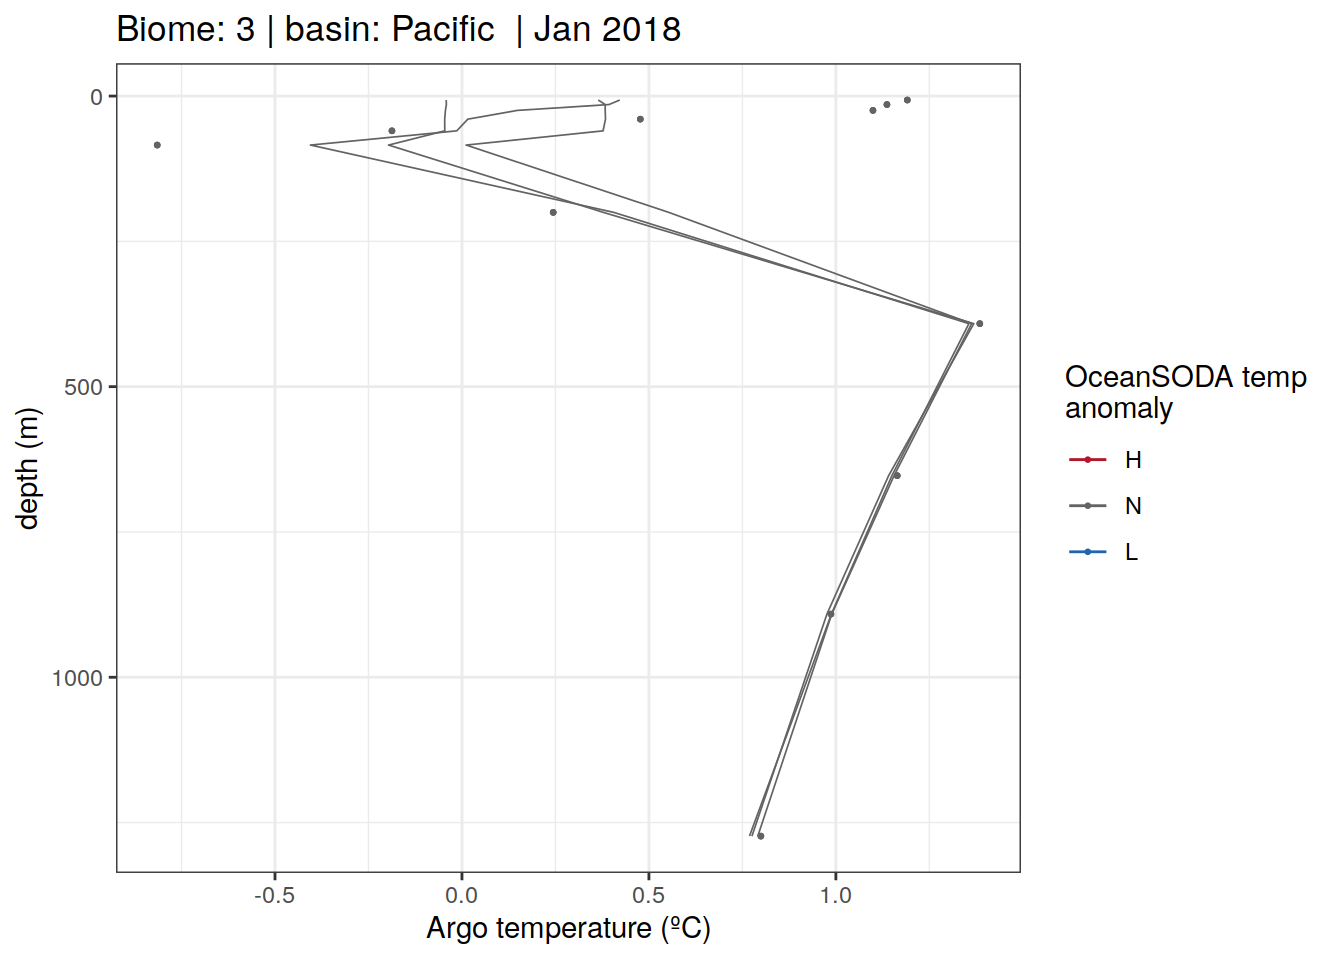 Biome: 3 | basin: Pacific  | Jan 2018
0
500
1000
depth (m)
-0.5
0.0
0.5
1.0
Argo temperature (ºC)
OceanSODA temp
anomaly
H
N
L